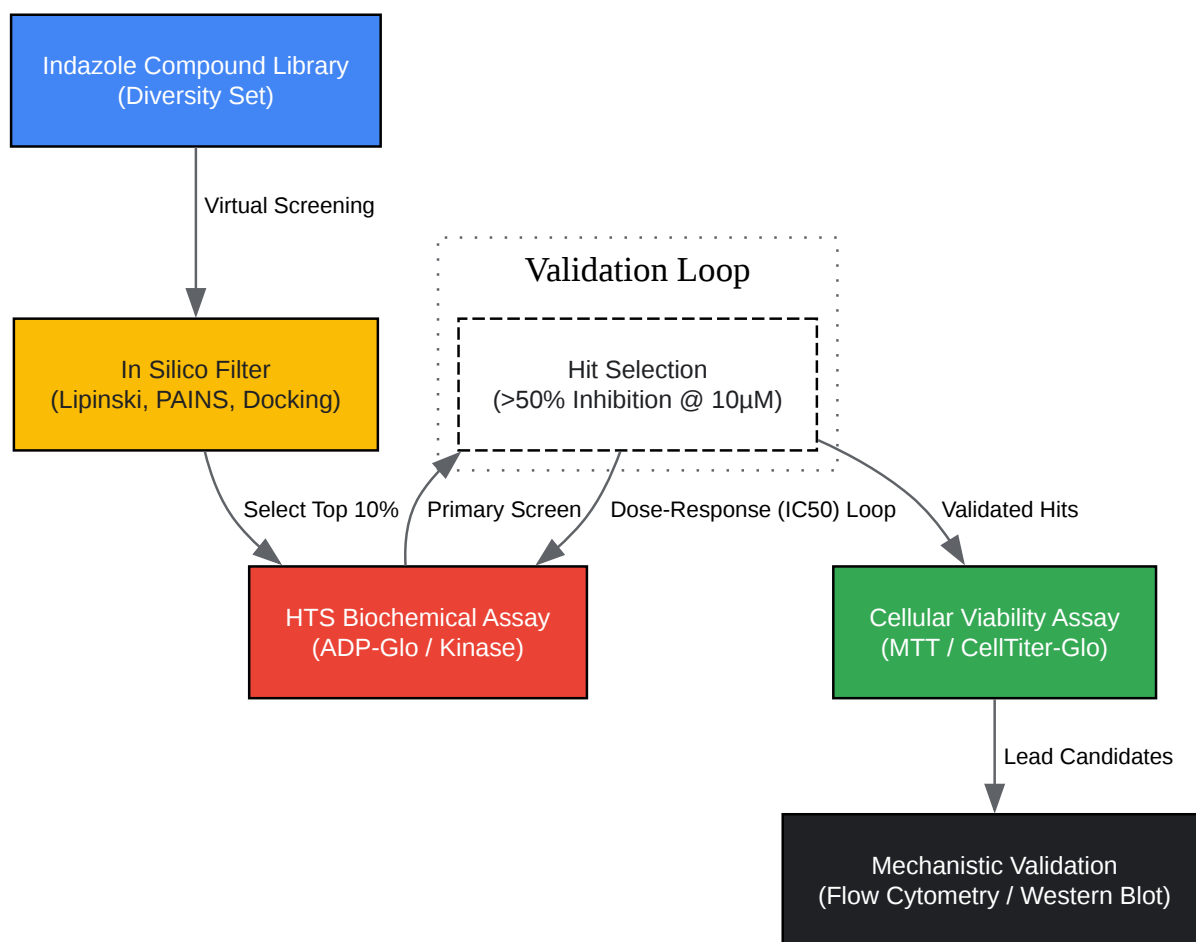 Indazole Compound Library
(Diversity Set)
Virtual Screening
Validation Loop
In Silico Filter
(Lipinski, PAINS, Docking)
Hit Selection
(>50% Inhibition @ 10µM)
Select Top 10%
Primary Screen
Dose-Response (IC50) Loop
Validated Hits
HTS Biochemical Assay
(ADP-Glo / Kinase)
Cellular Viability Assay
(MTT / CellTiter-Glo)
Lead Candidates
Mechanistic Validation
(Flow Cytometry / Western Blot)